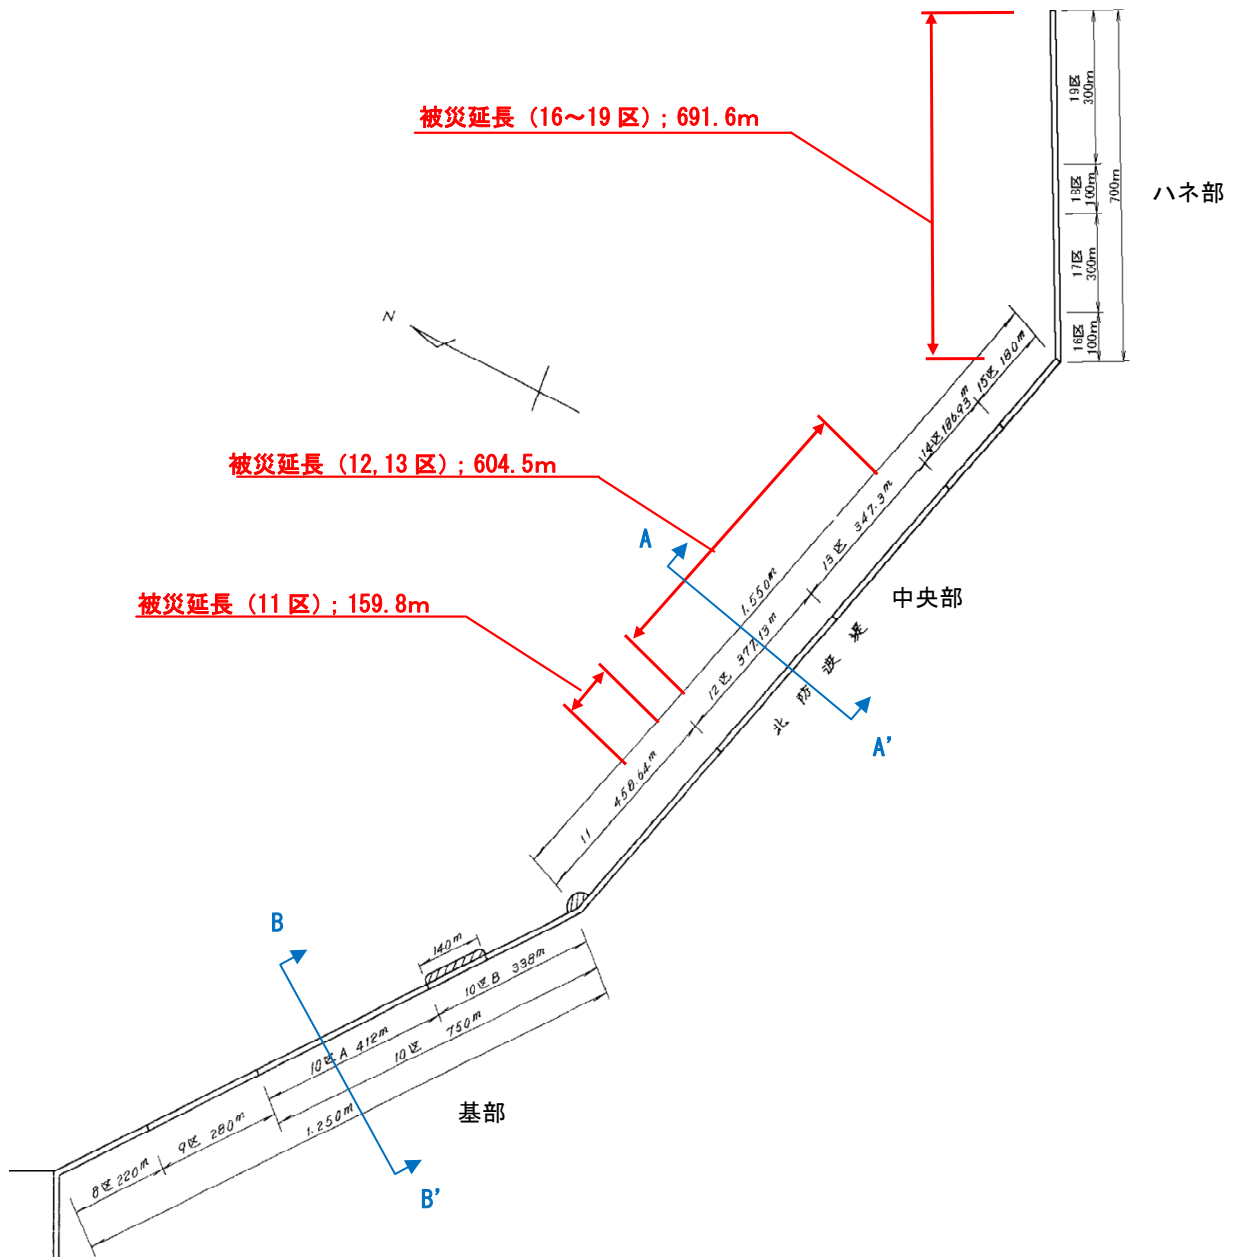 被災延長（16～19区）；691.6m
19区
300m
18区
100m
700m
17区
300m
16区
100m
ハネ部
N
15区 180m
14区 186.93m
13区 347.3m
1.550m
12区 377.13m
11 458.64m
被災延長（12,13区）；604.5m
被災延長（11区）；159.8m
A
A'
中央部
北防波堤
B
B'
140m
10区B 338m
10区A 412m
10区 750m
1.250m
9区 280m
8区 220m
基部